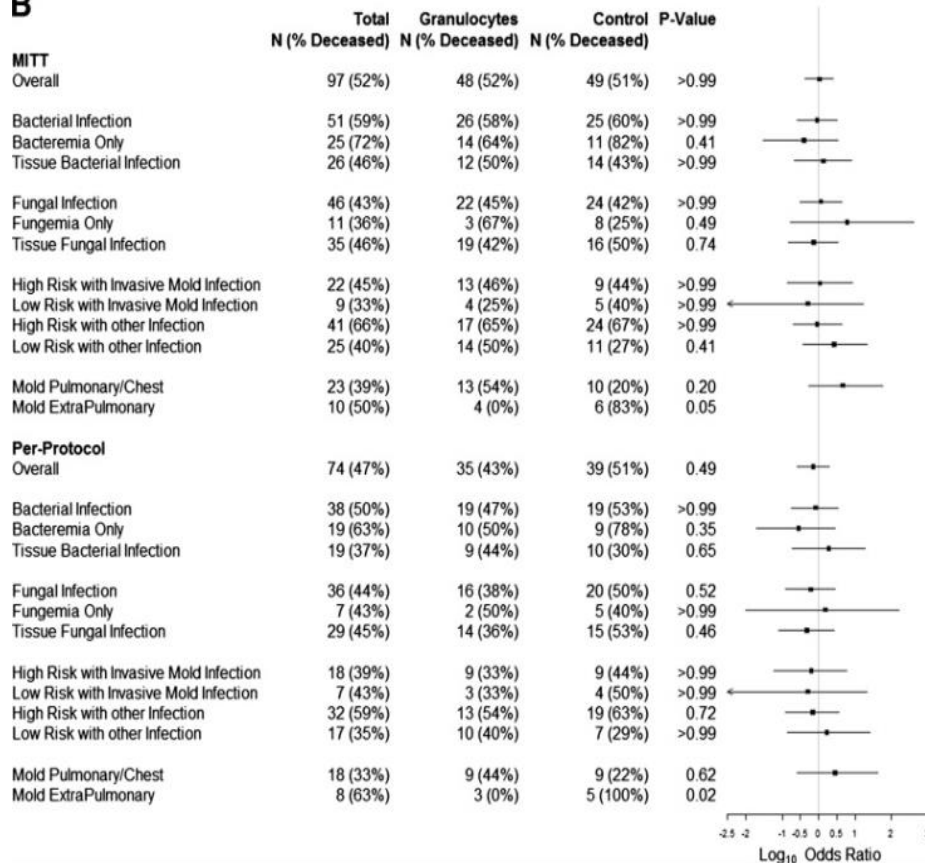 B
Total Granulocytes Control P-Value
N (% Deceased) N (% Deceased) N (% Deceased)
MITT
Overall 97 (52%) 48 (52%) 49 (51%) >0.99
Bacterial Infection 51 (59%) 26 (58%) 25 (60%) >0.99
Bacteremia Only 25 (72%) 14 (64%) 11 (82%) 0.41
Tissue Bacterial Infection 26 (46%) 12 (50%) 14 (43%) >0.99
Fungal Infection 46 (43%) 22 (45%) 24 (42%) >0.99
Fungemia Only 11 (36%) 3 (67%) 8 (25%) 0.49
Tissue Fungal Infection 35 (46%) 19 (42%) 16 (50%) 0.74
High Risk with Invasive Mold Infection 22 (45%) 13 (46%) 9 (44%) >0.99
Low Risk with Invasive Mold Infection 9 (33%) 4 (25%) 5 (40%) >0.99
High Risk with other Infection 41 (66%) 17 (65%) 24 (67%) >0.99
Low Risk with other Infection 25 (40%) 14 (50%) 11 (27%) 0.41
Mold Pulmonary/Chest 23 (39%) 13 (54%) 10 (20%) 0.20
Mold ExtraPulmonary 10 (50%) 4 (0%) 6 (83%) 0.05
Per-Protocol
Overall 74 (47%) 35 (43%) 39 (51%) 0.49
Bacterial Infection 38 (50%) 19 (47%) 19 (53%) >0.99
Bacteremia Only 19 (63%) 10 (50%) 9 (78%) 0.35
Tissue Bacterial Infection 19 (37%) 9 (44%) 10 (30%) 0.65
Fungal Infection 36 (44%) 16 (38%) 20 (50%) 0.52
Fungemia Only 7 (43%) 2 (50%) 5 (40%) >0.99
Tissue Fungal Infection 29 (45%) 14 (36%) 15 (53%) 0.46
High Risk with Invasive Mold Infection 18 (39%) 9 (33%) 9 (44%) >0.99
Low Risk with Invasive Mold Infection 7 (43%) 3 (33%) 4 (50%) >0.99
High Risk with other Infection 32 (59%) 13 (54%) 19 (63%) 0.72
Low Risk with other Infection 17 (35%) 10 (40%) 7 (29%) >0.99
Mold Pulmonary/Chest 18 (33%) 9 (44%) 9 (22%) 0.62
Mold ExtraPulmonary 8 (63%) 3 (0%) 5 (100%) 0.02
-2.5 -2 -1 -0.5 0 0.5 1 2
Log10 Odds Ratio